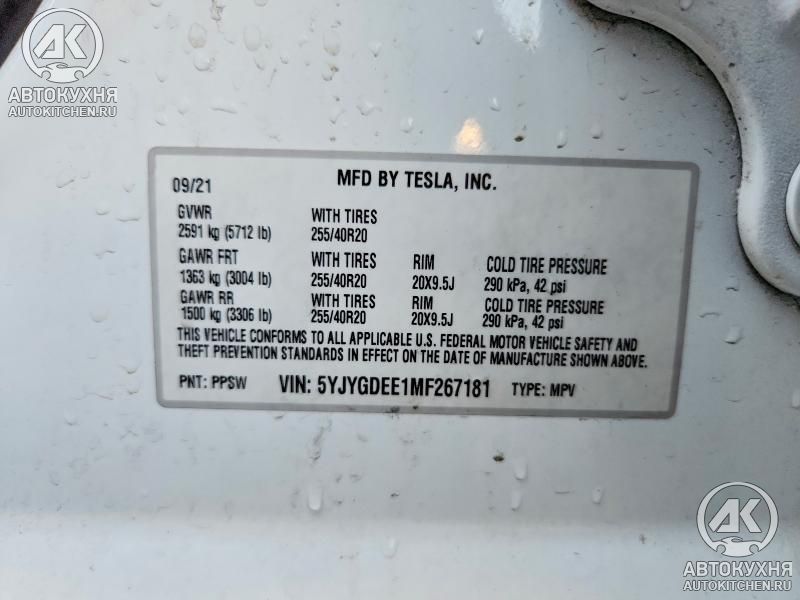 AK
АВТОКУХНЯ
AUTOKITCHEN.RU
09/21 MFD BY TESLA, INC.
GVWR WITH TIRES
2591 kg (5712 lb) 255/40R20
GAWR FRT WITH TIRES RIM COLD TIRE PRESSURE
1363 kg (3004 lb) 255/40R20 20X9.5J 290 kPa, 42 psi
GAWR RR WITH TIRES RIM COLD TIRE PRESSURE
1500 kg (3306 lb) 255/40R20 20X9.5J 290 kPa, 42 psi
THIS VEHICLE CONFORMS TO ALL APPLICABLE U.S. FEDERAL MOTOR VEHICLE SAFETY AND
THEFT PREVENTION STANDARDS IN EFFECT ON THE DATE OF MANUFACTURE SHOWN ABOVE.
PNT: PPSW VIN: 5YJYGDEE1MF267181 TYPE: MPV
AK
АВТОКУХНЯ
AUTOKITCHEN.RU